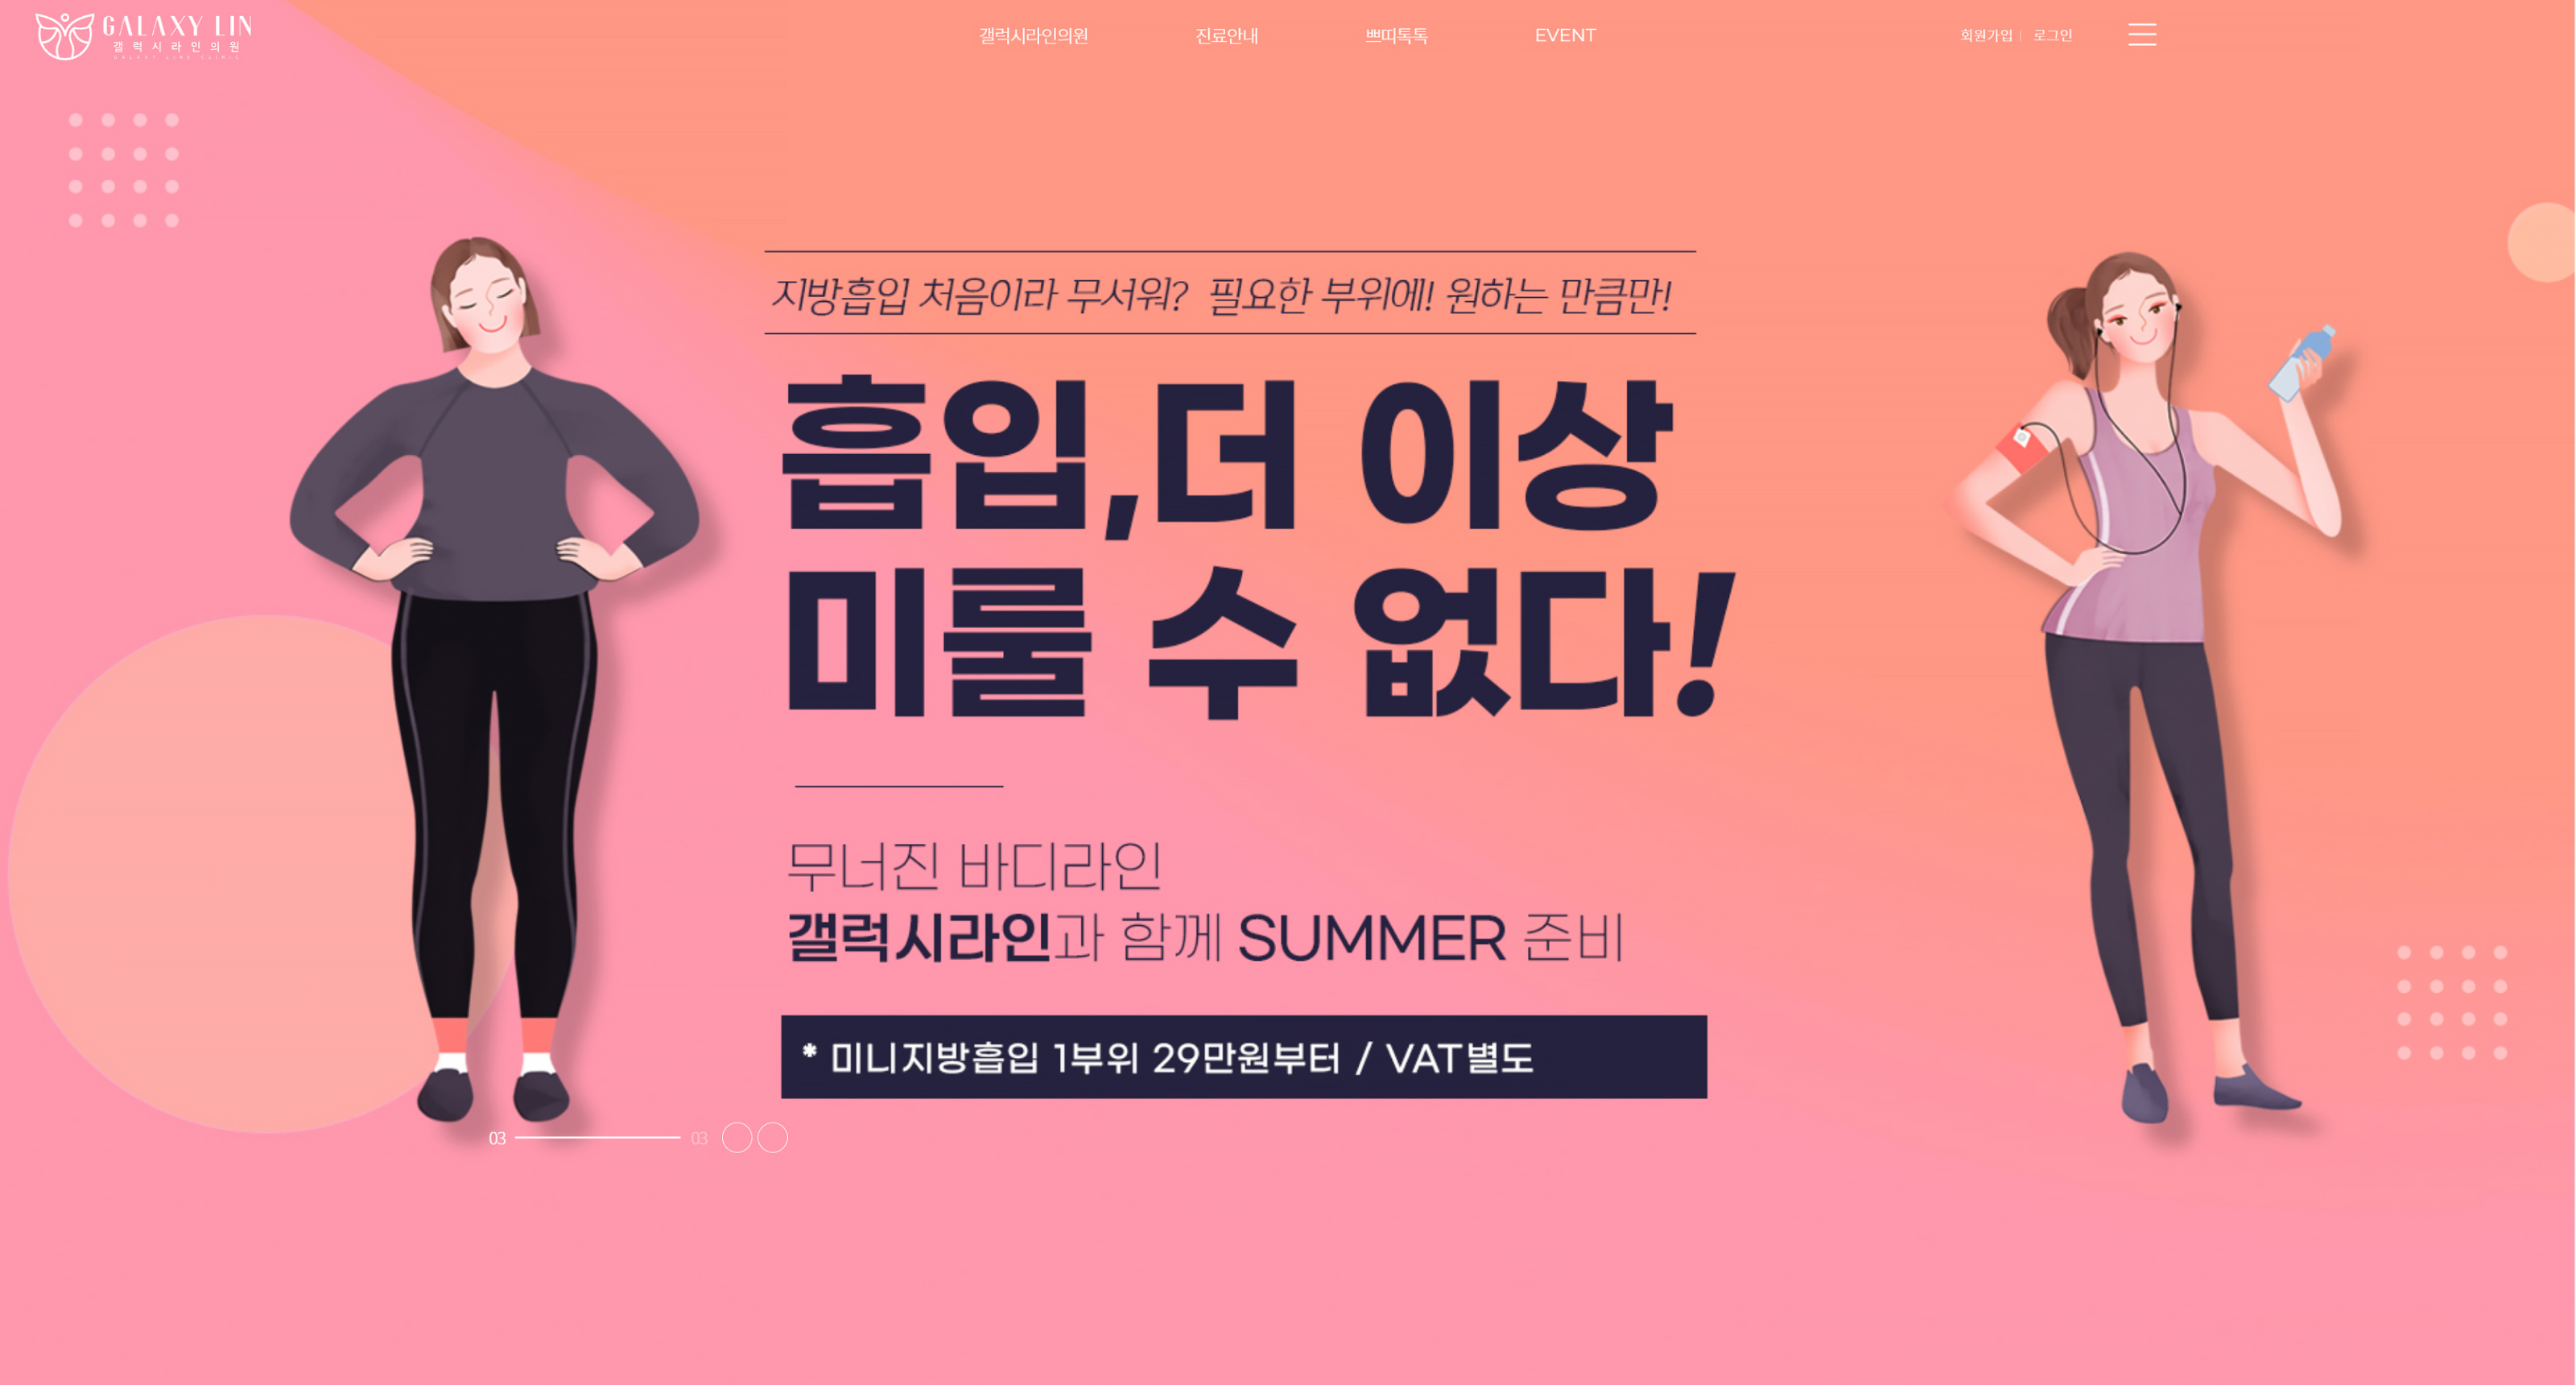 GALAXY LIN
갤럭시라인의원
갤럭시라인의원
진료안내
쁘띠톡톡
EVENT
회원가입
로그인
지방흡입 처음이라 무서워? 필요한 부위에! 원하는 만큼만!
흡입,더 이상
미룰 수 없다!
무너진 바디라인
갤럭시라인과 함께 SUMMER 준비
* 미니지방흡입 1부위 29만원부터 / VAT별도
03
03